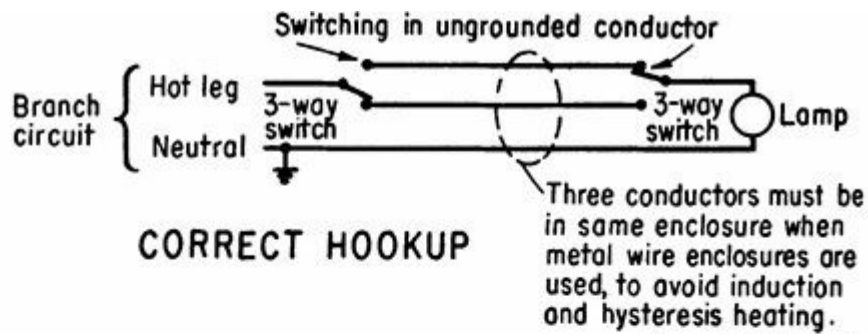 Switching in ungrounded conductor
Branch
circuit
Hot leg
3-way
switch
Neutral
3-way
switch
Lamp
Three conductors must be
in same enclosure when
metal wire enclosures are
used, to avoid induction
and hysteresis heating.
CORRECT HOOKUP